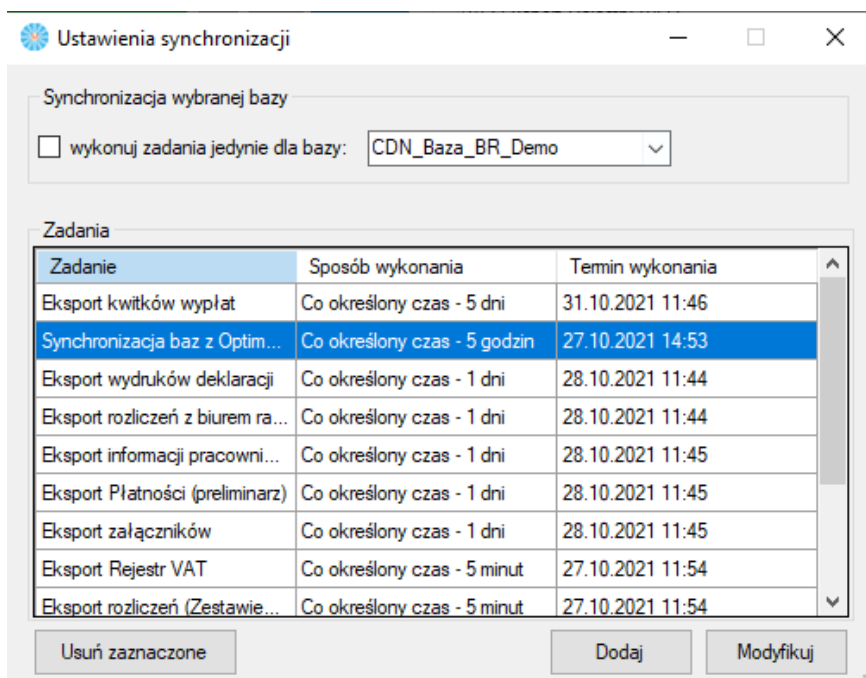 Ustawienia synchronizacji
Synchronizacja wybranej bazy
wykonuj zadania jedynie dla bazy: CDN_Baza_BR_Demo
Zadania
Zadanie Sposób wykonania Termin wykonania
Eksport kwitków wypłat Co określony czas - 5 dni 31.10.2021 11:46
Synchronizacja baz z Optim... Co określony czas - 5 godzin 27.10.2021 14:53
Eksport wydruków deklaracji Co określony czas - 1 dni 28.10.2021 11:44
Eksport rozliczeń z biurem ra... Co określony czas - 1 dni 28.10.2021 11:44
Eksport informacji pracowni... Co określony czas - 1 dni 28.10.2021 11:45
Eksport Płatności (preliminarz) Co określony czas - 1 dni 28.10.2021 11:45
Eksport załączników Co określony czas - 1 dni 28.10.2021 11:45
Eksport Rejestr VAT Co określony czas - 5 minut 27.10.2021 11:54
Eksport rozliczeń (Zestawie... Co określony czas - 5 minut 27.10.2021 11:54
Usuń zaznaczone Dodaj Modyfikuj